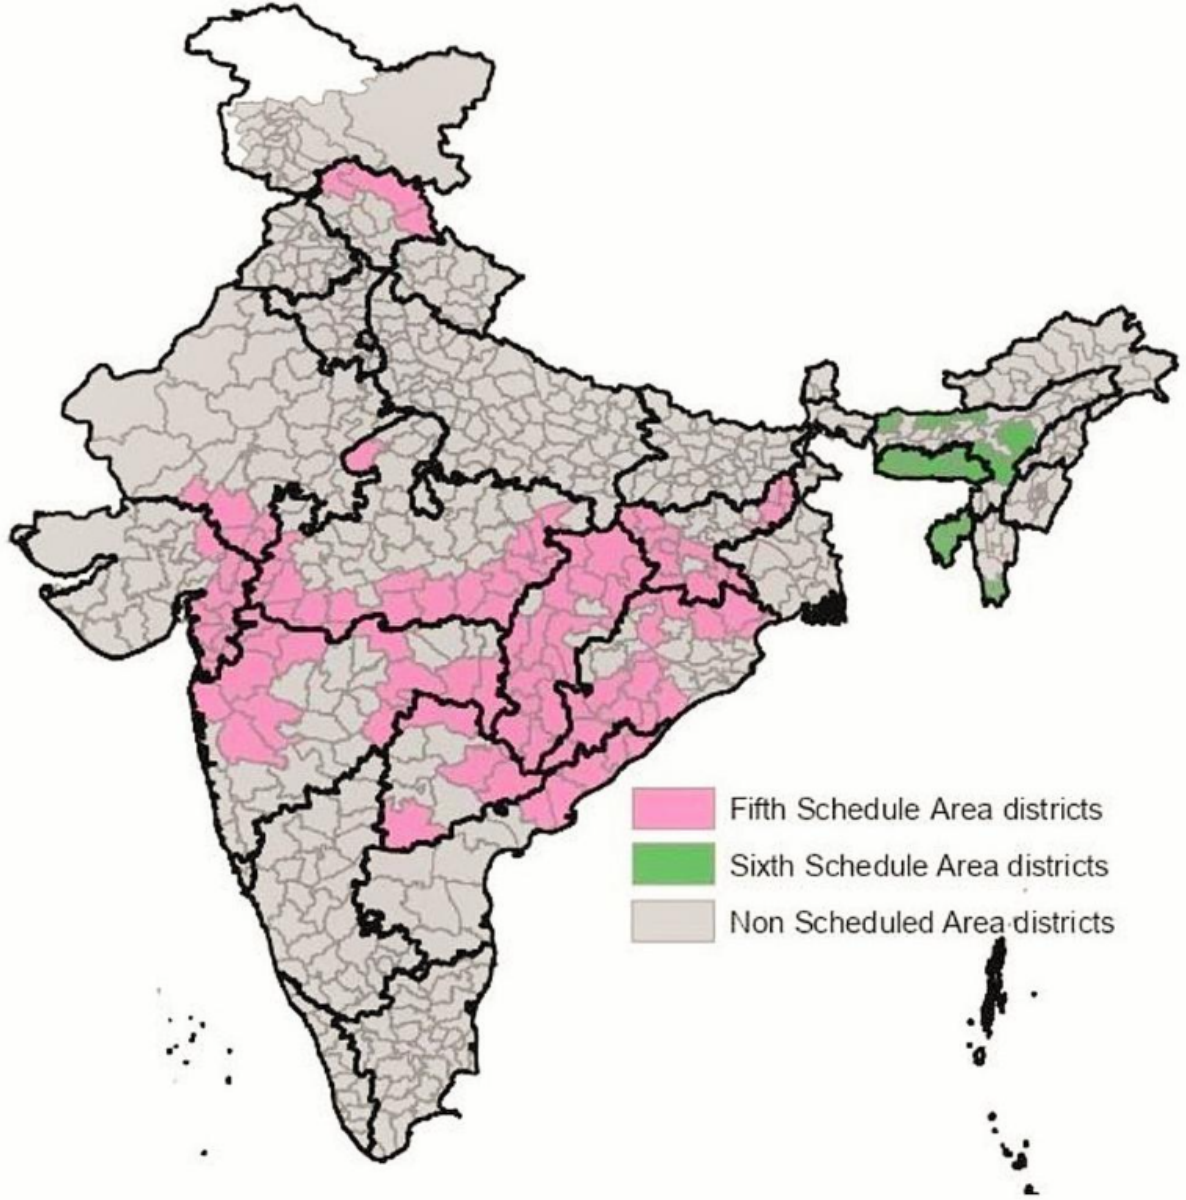 Fifth Schedule Area districts
Sixth Schedule Area districts
Non Scheduled Area districts